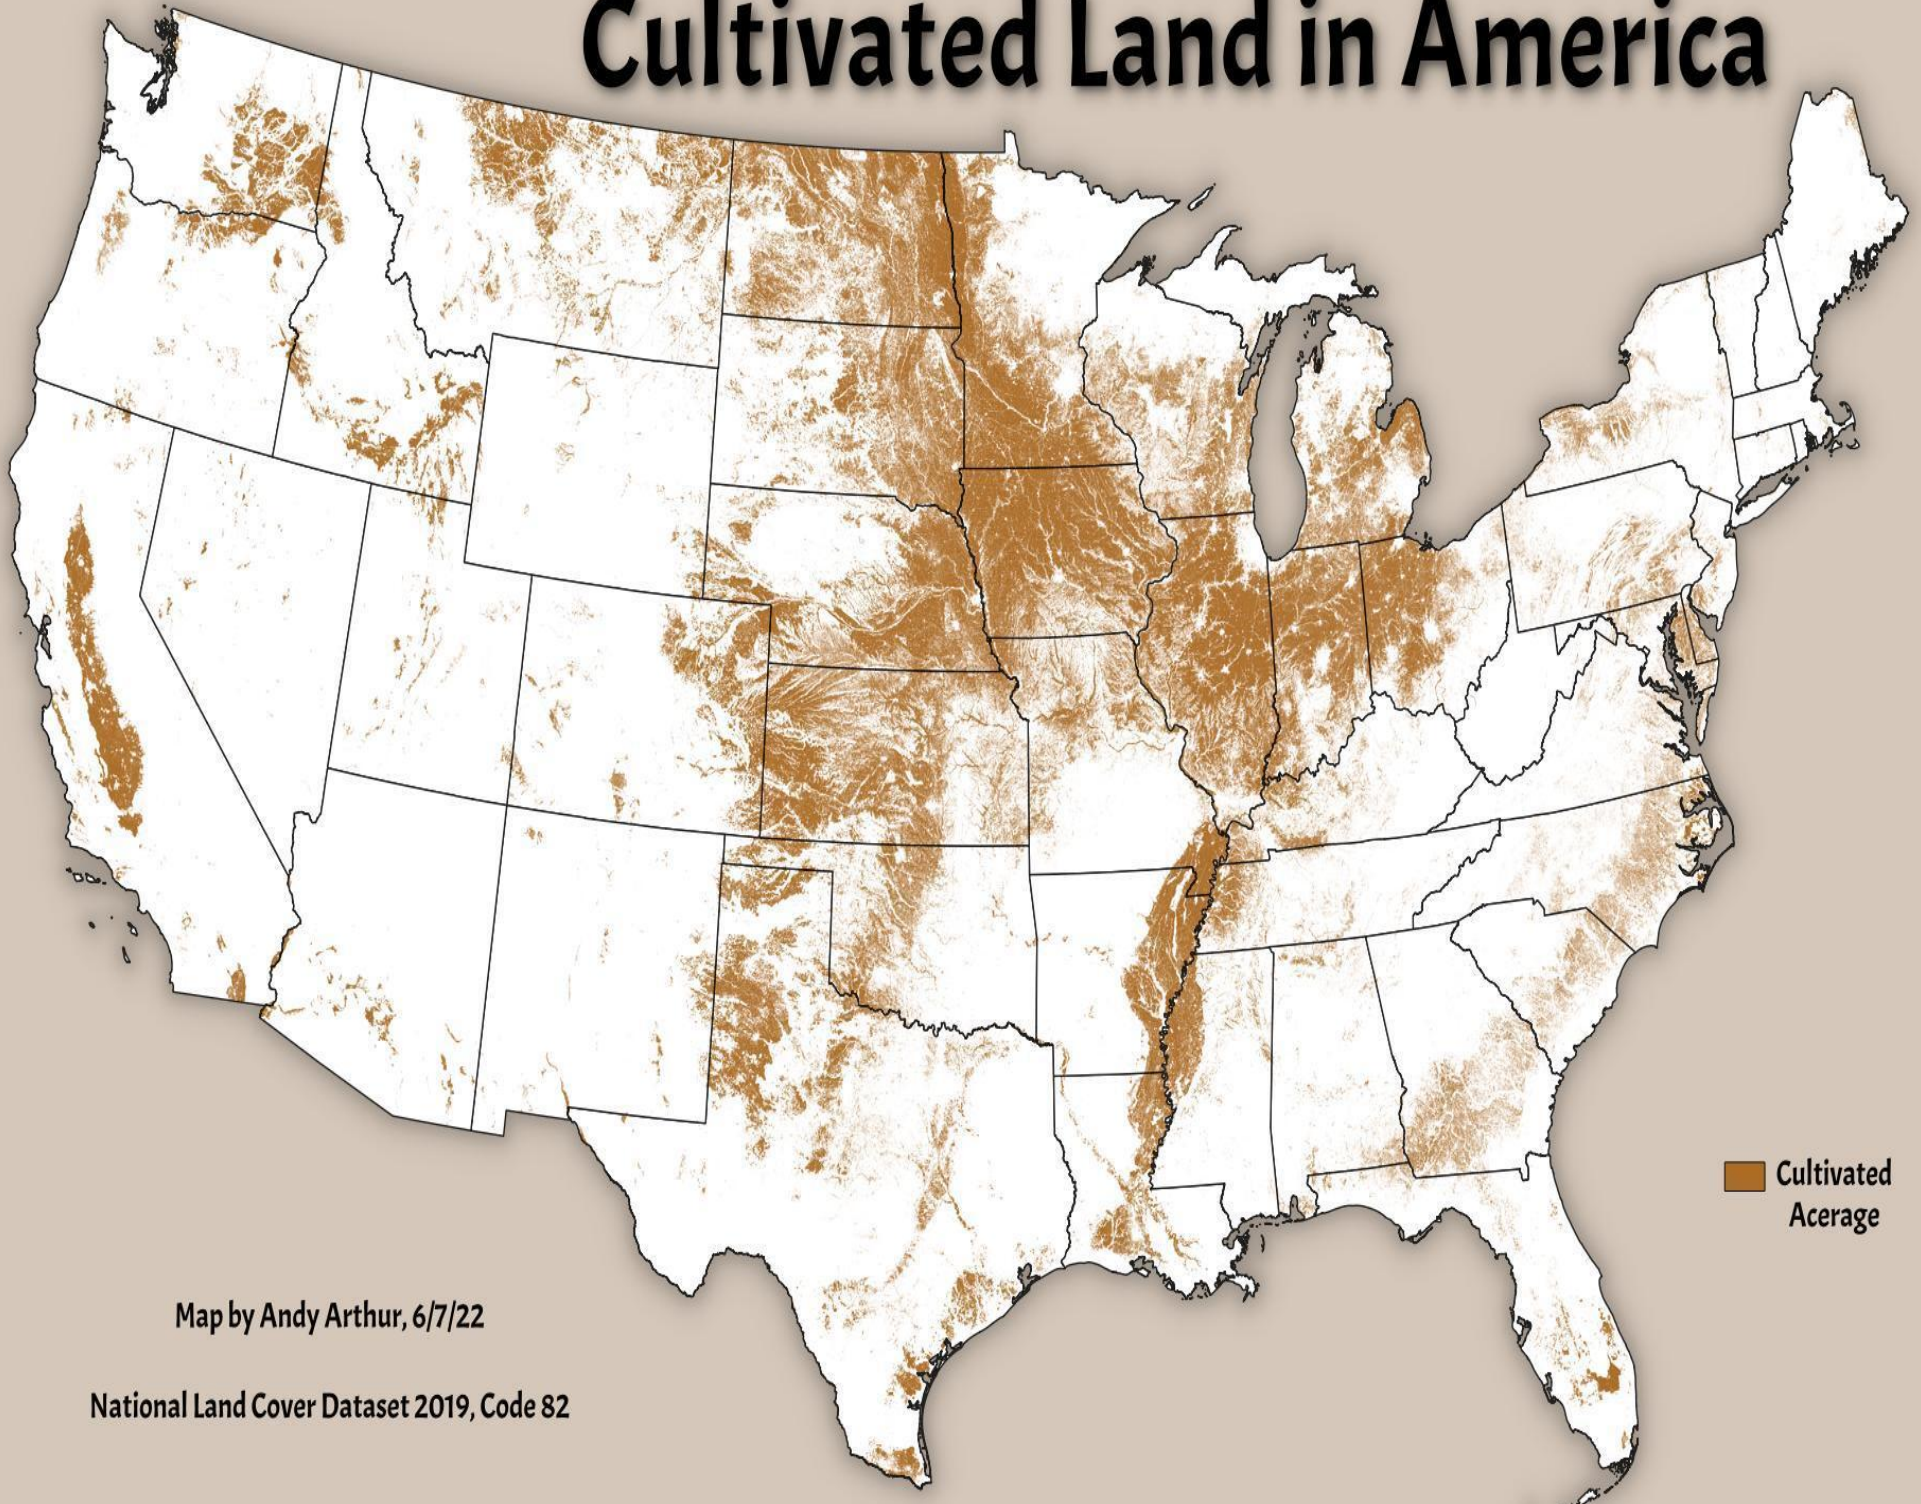 Cultivated Land in America
Cultivated
Acerage
Map by Andy Arthur, 6/7/22
National Land Cover Dataset 2019, Code 82